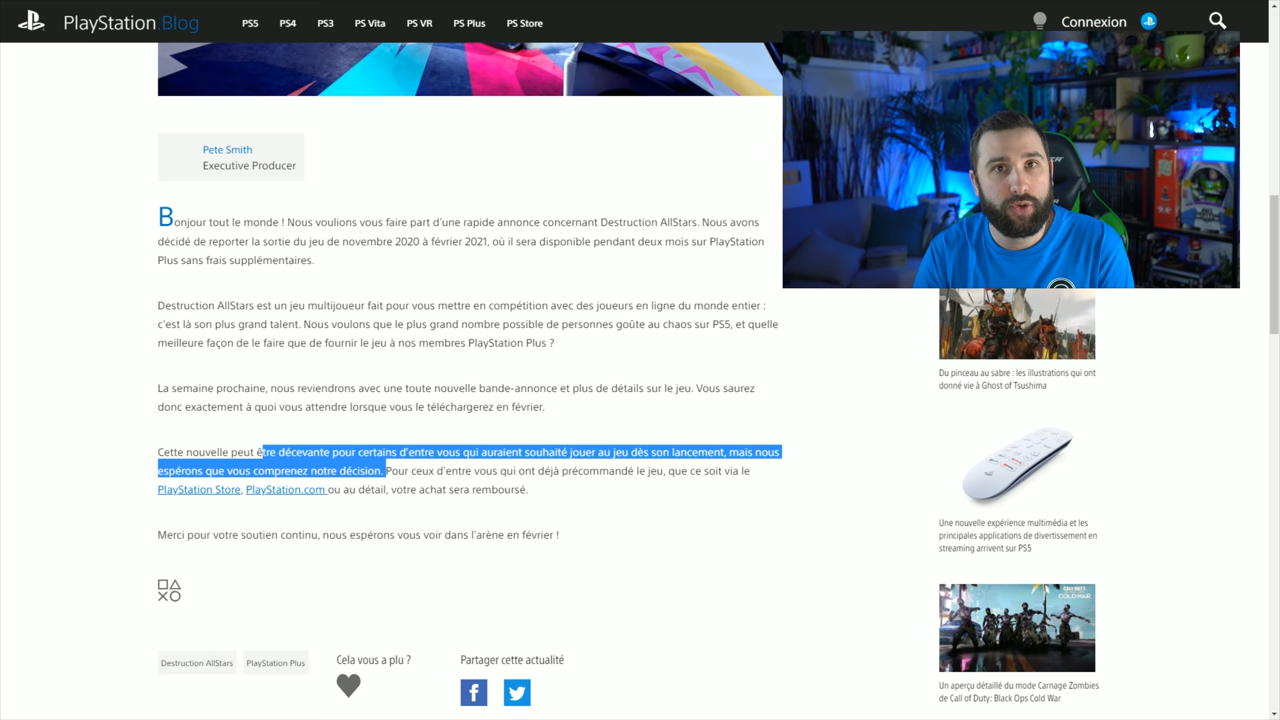 PlayStation.Blog
PS5 PS4 PS3 PS Vita PS VR PS Plus PS Store
Connexion
Pete Smith
Executive Producer
Bonjour tout le monde ! Nous voulions vous faire part d'une rapide annonce concernant Destruction AllStars. Nous avons
décidé de reporter la sortie du jeu de novembre 2020 à février 2021, où il sera disponible pendant deux mois sur PlayStation
Plus sans frais supplémentaires.
Destruction AllStars est un jeu multijoueur fait pour vous mettre en compétition avec des joueurs en ligne du monde entier :
c'est là son plus grand talent. Nous voulons que le plus grand nombre possible de personnes goûte au chaos sur PS5, et quelle
meilleure façon de le faire que de fournir le jeu à nos membres PlayStation Plus ?
La semaine prochaine, nous reviendrons avec une toute nouvelle bande-annonce et plus de détails sur le jeu. Vous saurez
donc exactement à quoi vous attendre lorsque vous le téléchargerez en février.
Cette nouvelle peut être décevante pour certains d'entre vous qui auraient souhaité jouer au jeu dès son lancement, mais nous
espérons que vous comprenez notre décision. Pour ceux d'entre vous qui ont déjà précommandé le jeu, que ce soit via le
PlayStation Store, PlayStation.com ou au détail, votre achat sera remboursé.
Merci pour votre soutien continu, nous espérons vous voir dans l'arène en février !
Destruction AllStars
PlayStation Plus
Cela vous a plu ?
Partager cette actualité
Du pinceau au sabre : les illustrations qui ont
donné vie à Ghost of Tsushima
Une nouvelle expérience multimédia et les
principales applications de divertissement en
streaming arrivent sur PS5
COLD WAR
Un aperçu détaillé du mode Carnage Zombies
de Call of Duty: Black Ops Cold War